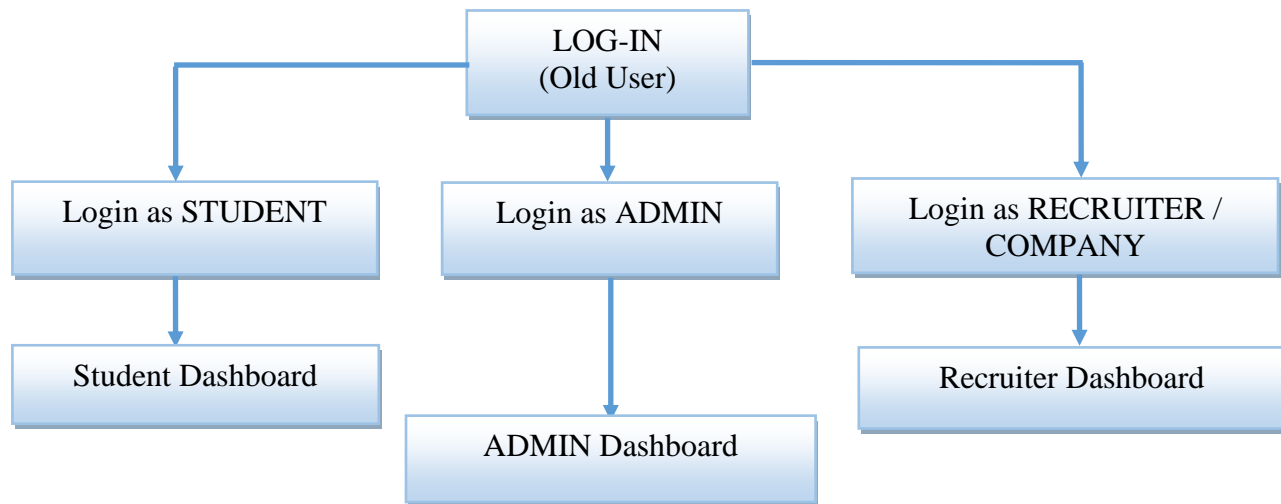 LOG-IN
(Old User)
Login as STUDENT
Login as ADMIN
Login as RECRUITER /
COMPANY
Student Dashboard
ADMIN Dashboard
Recruiter Dashboard